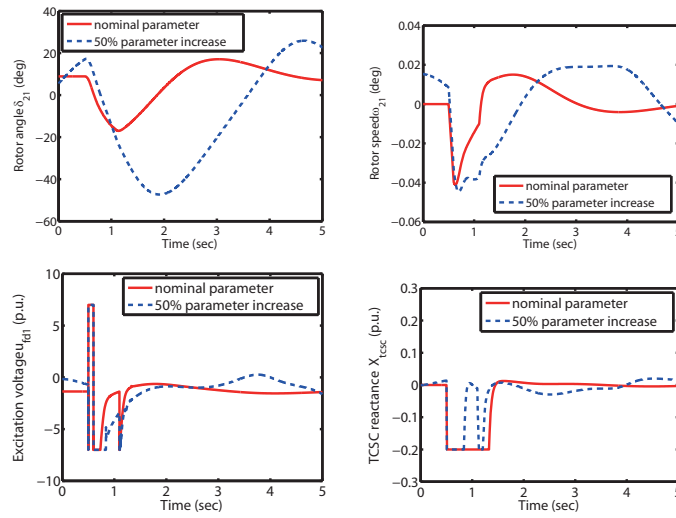 Rotor angle δ21 (deg)
60
40
20
0
-20
-40
-60
nominal parameter
50% parameter increase
0 1 2 3 4 5
Time (sec)
Rotor speedω21 (deg)
0.04
0.02
0
-0.02
-0.04
-0.06
nominal parameter
50% parameter increase
0 1 2 3 4 5
Time (sec)
Excitation voltageufd1 (p.u.)
10
5
0
-5
-10
nominal parameter
50% parameter increase
0 1 2 3 4 5
Time (sec)
TCSC reactance Xtcsc (p.u.)
0.3
0.2
0.1
0
-0.1
-0.2
-0.3
nominal parameter
50% parameter increase
0 1 2 3 4 5
Time (sec)